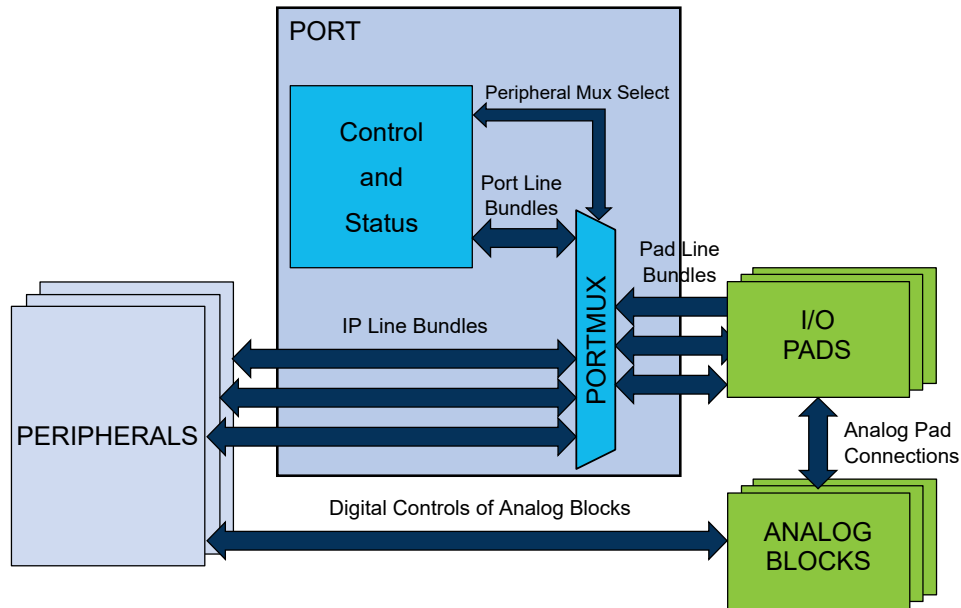 PORT
Peripheral Mux Select
Control
and
Status
Port Line
Bundles
Pad Line
Bundles
PORTMUX
I/O
PADS
IP Line Bundles
PERIPHERALS
Analog Pad
Connections
Digital Controls of Analog Blocks
ANALOG
BLOCKS